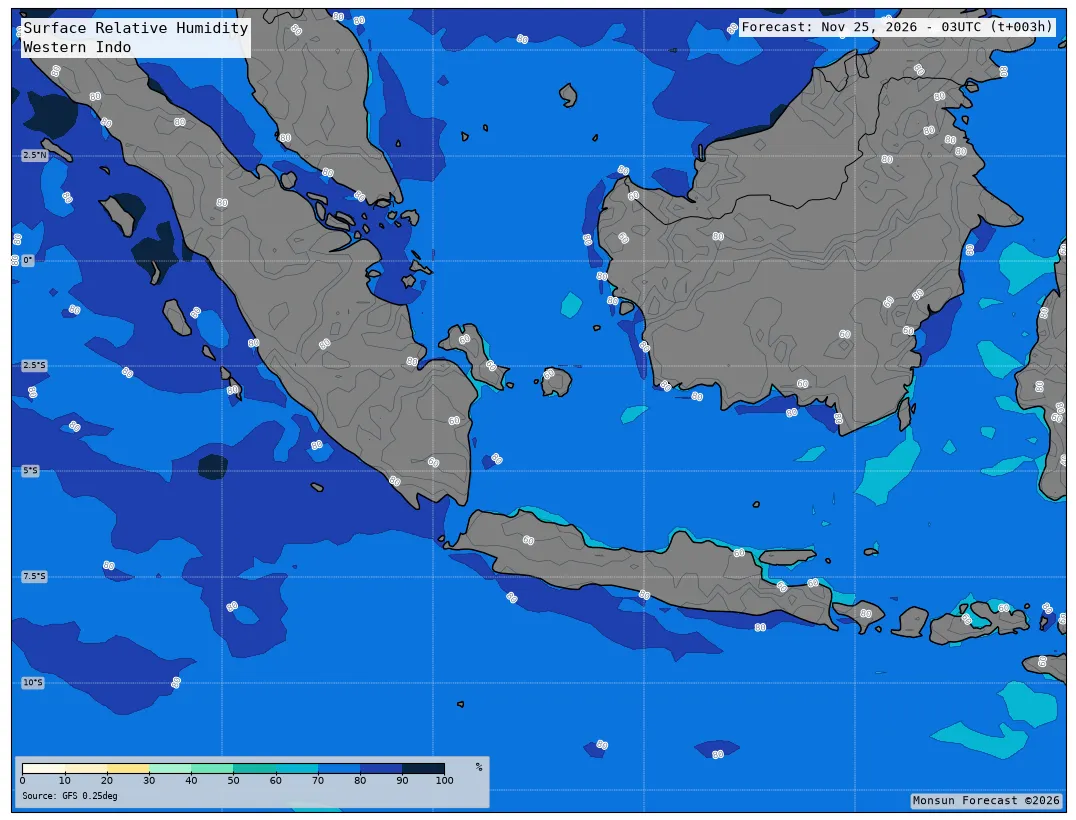 Surface Relative Humidity
Western Indo
Forecast: Nov 25, 2026 - 03UTC (t+003h)
2.5°N
0°
2.5°S
5°S
7.5°S
10°S
%
0 10 20 30 40 50 60 70 80 90 100
Source: GFS 0.25deg
Monsun Forecast ©2026